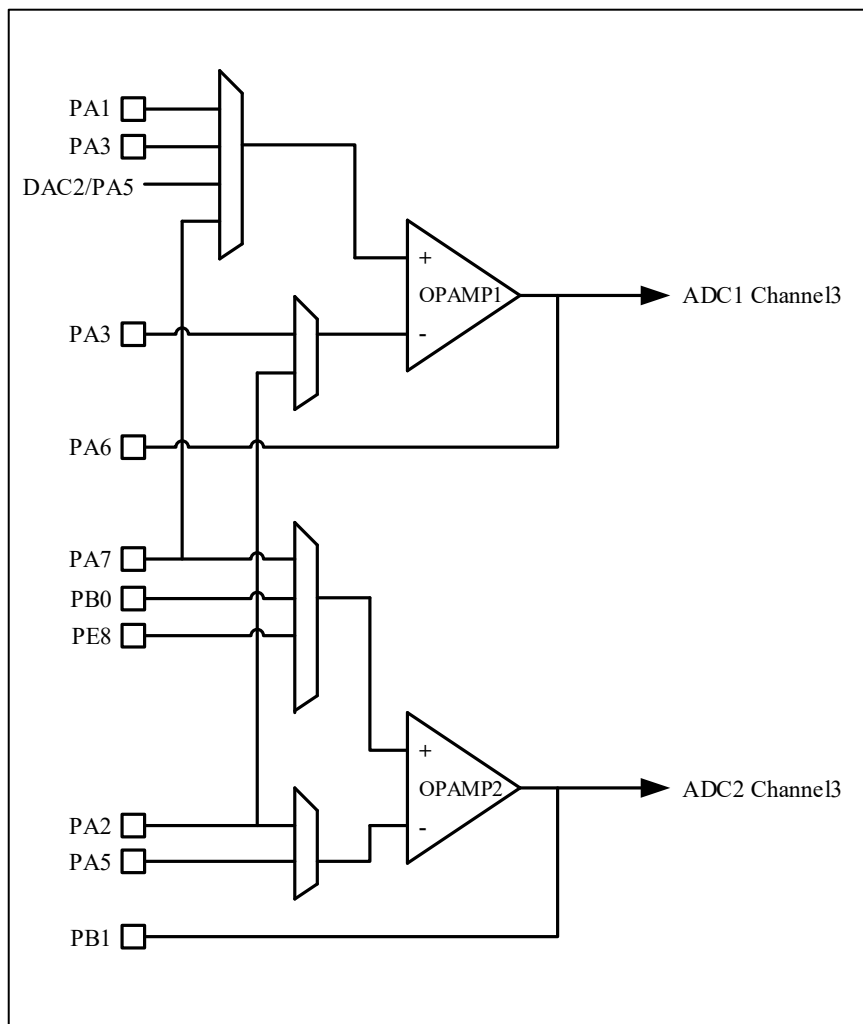 PA1
PA3
DAC2/PA5
+
OPAMP1
ADC1 Channel3
PA3
-
PA6
PA7
PB0
PE8
+
OPAMP2
ADC2 Channel3
PA2
-
PA5
PB1